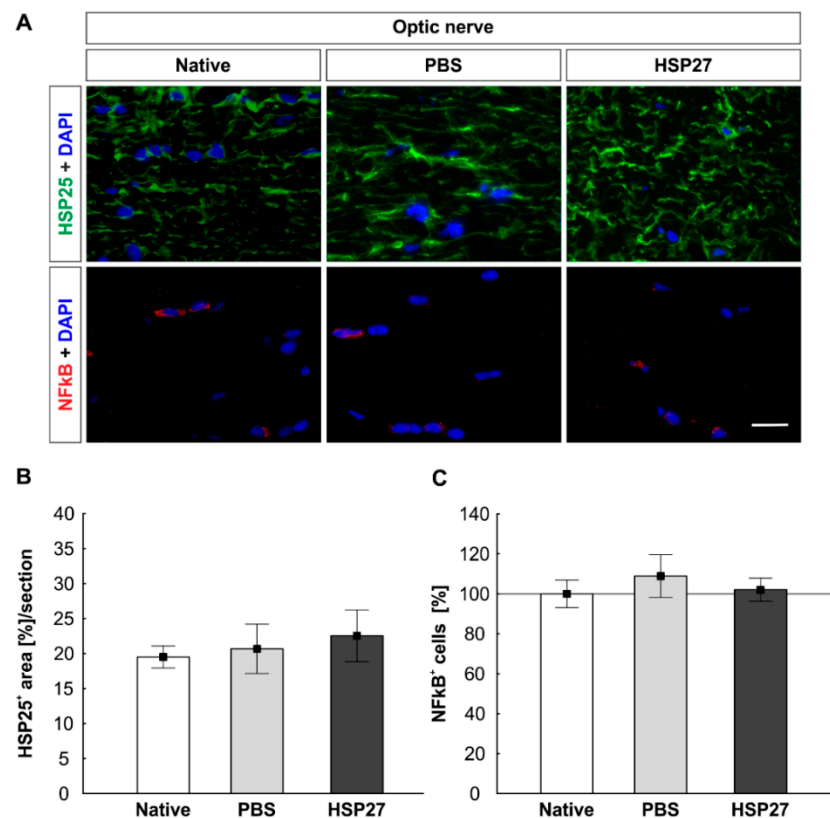 A
Optic nerve
Native PBS HSP27
HSP25 + DAPI
NFkB + DAPI
B
HSP25⁺ area [%]/section
40
35
30
25
20
15
10
5
0
Native PBS HSP27
C
NFkB⁺ cells [%]
140
120
100
80
60
40
20
0
Native PBS HSP27